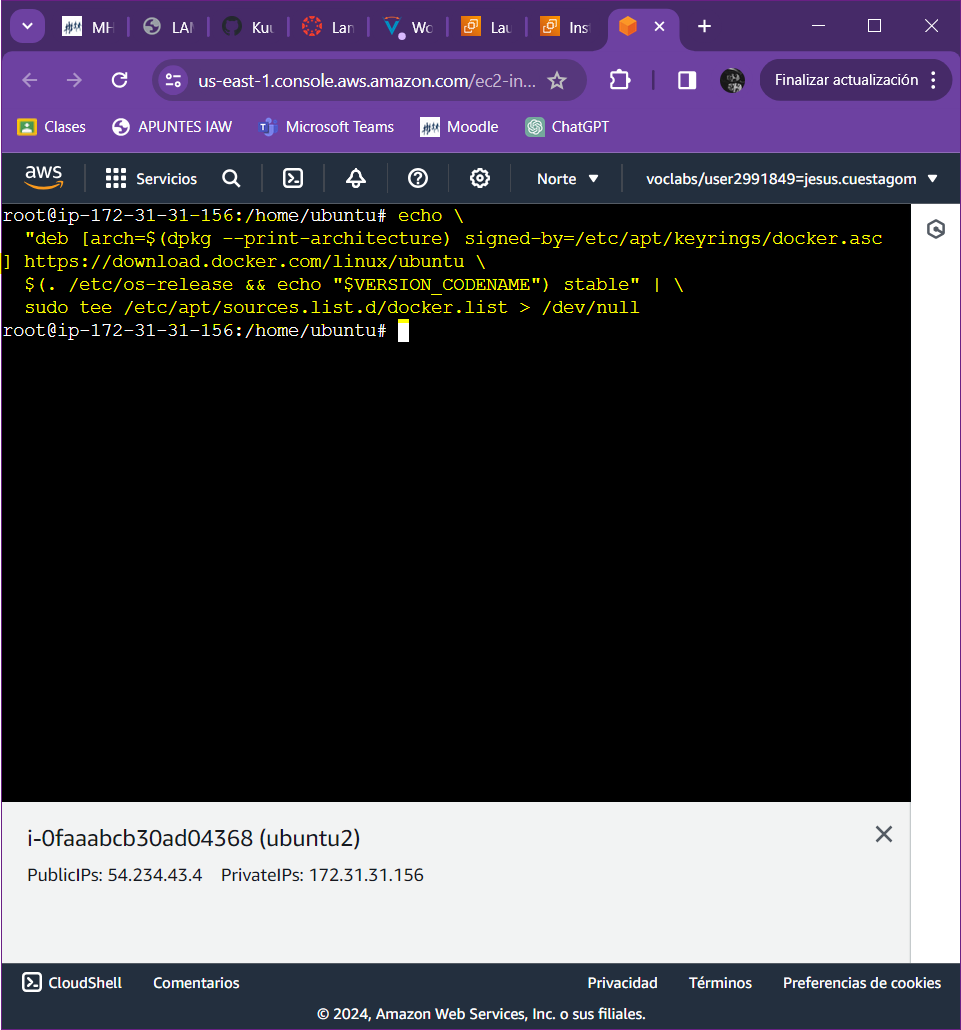 MH LAN Kuu Lan Wo Lau Ins
us-east-1.console.aws.amazon.com/ec2-in... Finalizar actualización
Clases APUNTES IAW Microsoft Teams Moodle ChatGPT
aws Servicios Norte voclabs/user2991849=jesus.cuestagom
root@ip-172-31-31-156:/home/ubuntu# echo \
"deb [arch=$(dpkg --print-architecture) signed-by=/etc/apt/keyrings/docker.asc
] https://download.docker.com/linux/ubuntu \
$(. /etc/os-release && echo "$VERSION_CODENAME") stable" | \
sudo tee /etc/apt/sources.list.d/docker.list > /dev/null
root@ip-172-31-31-156:/home/ubuntu#
i-0faaabcb30ad04368 (ubuntu2)
PublicIPs: 54.234.43.4 PrivateIPs: 172.31.31.156
CloudShell Comentarios Privacidad Términos Preferencias de cookies
© 2024, Amazon Web Services, Inc. o sus filiales.